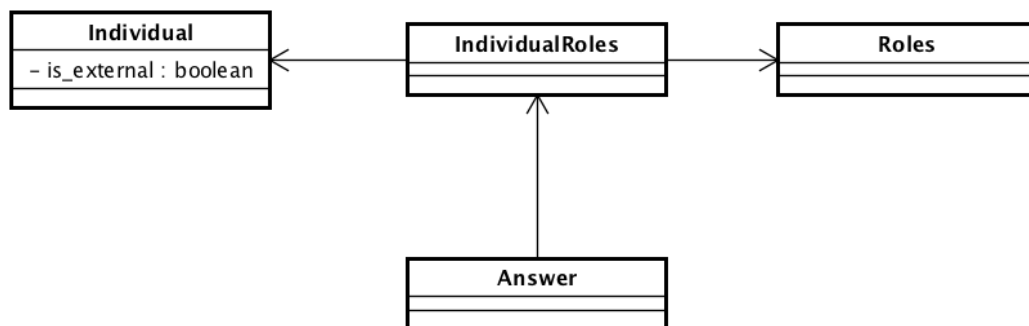 Individual
– is_external : boolean
IndividualRoles
Roles
Answer